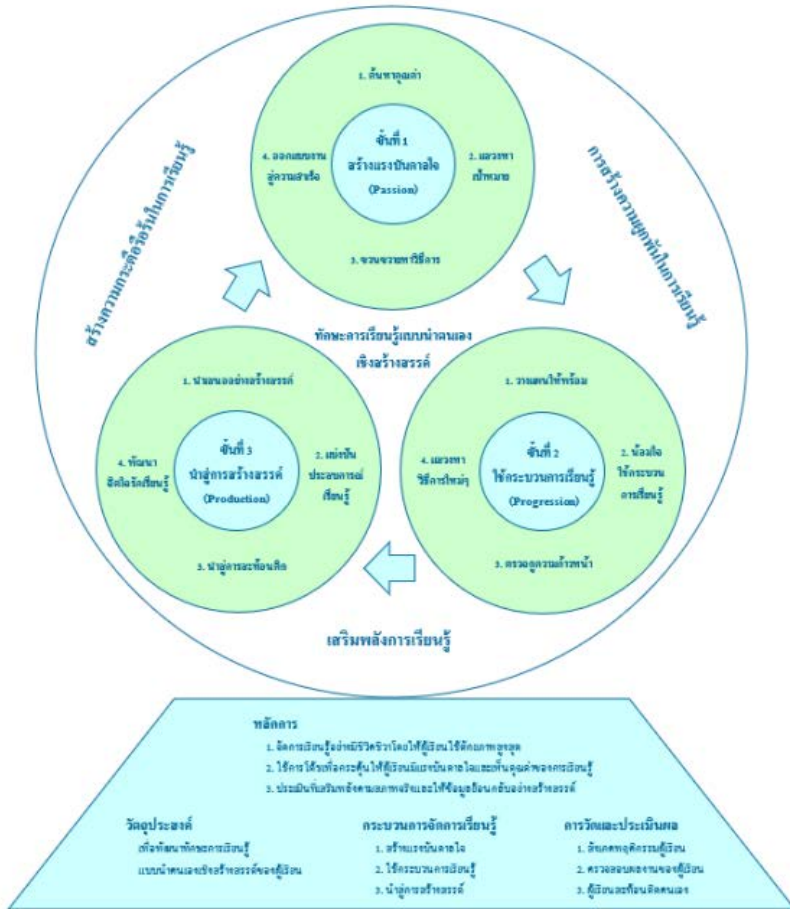 สร้างความกระตือรือร้นในการเรียนรู้
การสร้างความผูกพันในการเรียนรู้
1. ค้นหาคุณค่า
ขั้นที่ 1
สร้างแรงบันดาลใจ
(Passion)
2. แสวงหา
เป้าหมาย
3. ขวนขวายหาวิธีการ
4. ออกแบบงาน
สู่ความสำเร็จ
ทักษะการเรียนรู้แบบนำตนเอง
เชิงสร้างสรรค์
1. นำเสนออย่างสร้างสรรค์
ขั้นที่ 3
นำสู่การสร้างสรรค์
(Production)
2. แบ่งปัน
ประสบการณ์
เรียนรู้
3. นำสู่การสะท้อนคิด
4. พัฒนา
จิตใจรักเรียนรู้
1. วางแผนให้พร้อม
ขั้นที่ 2
ใช้กระบวนการเรียนรู้
(Progression)
2. น้อมใจ
ใช้กระบวน
การเรียนรู้
3. ตรวจดูความก้าวหน้า
4. แสวงหา
วิธีการใหม่ๆ
เสริมพลังการเรียนรู้
หลักการ
1. จัดการเรียนรู้อย่างมีชีวิตชีวาโดยให้ผู้เรียนใช้ศักยภาพสูงสุด
2. ใช้การโค้ชเพื่อกระตุ้นให้ผู้เรียนมีแรงบันดาลใจและเห็นคุณค่าของการเรียนรู้
3. ประเมินที่เสริมพลังตามสภาพจริงและให้ข้อมูลย้อนกลับอย่างสร้างสรรค์
วัตถุประสงค์
เพื่อพัฒนาทักษะการเรียนรู้
แบบนำตนเองเชิงสร้างสรรค์ของผู้เรียน
กระบวนการจัดการเรียนรู้
1. สร้างแรงบันดาลใจ
2. ใช้กระบวนการเรียนรู้
3. นำสู่การสร้างสรรค์
การวัดและประเมินผล
1. สังเกตพฤติกรรมผู้เรียน
2. ตรวจสอบผลงานของผู้เรียน
3. ผู้เรียนสะท้อนคิดตนเอง